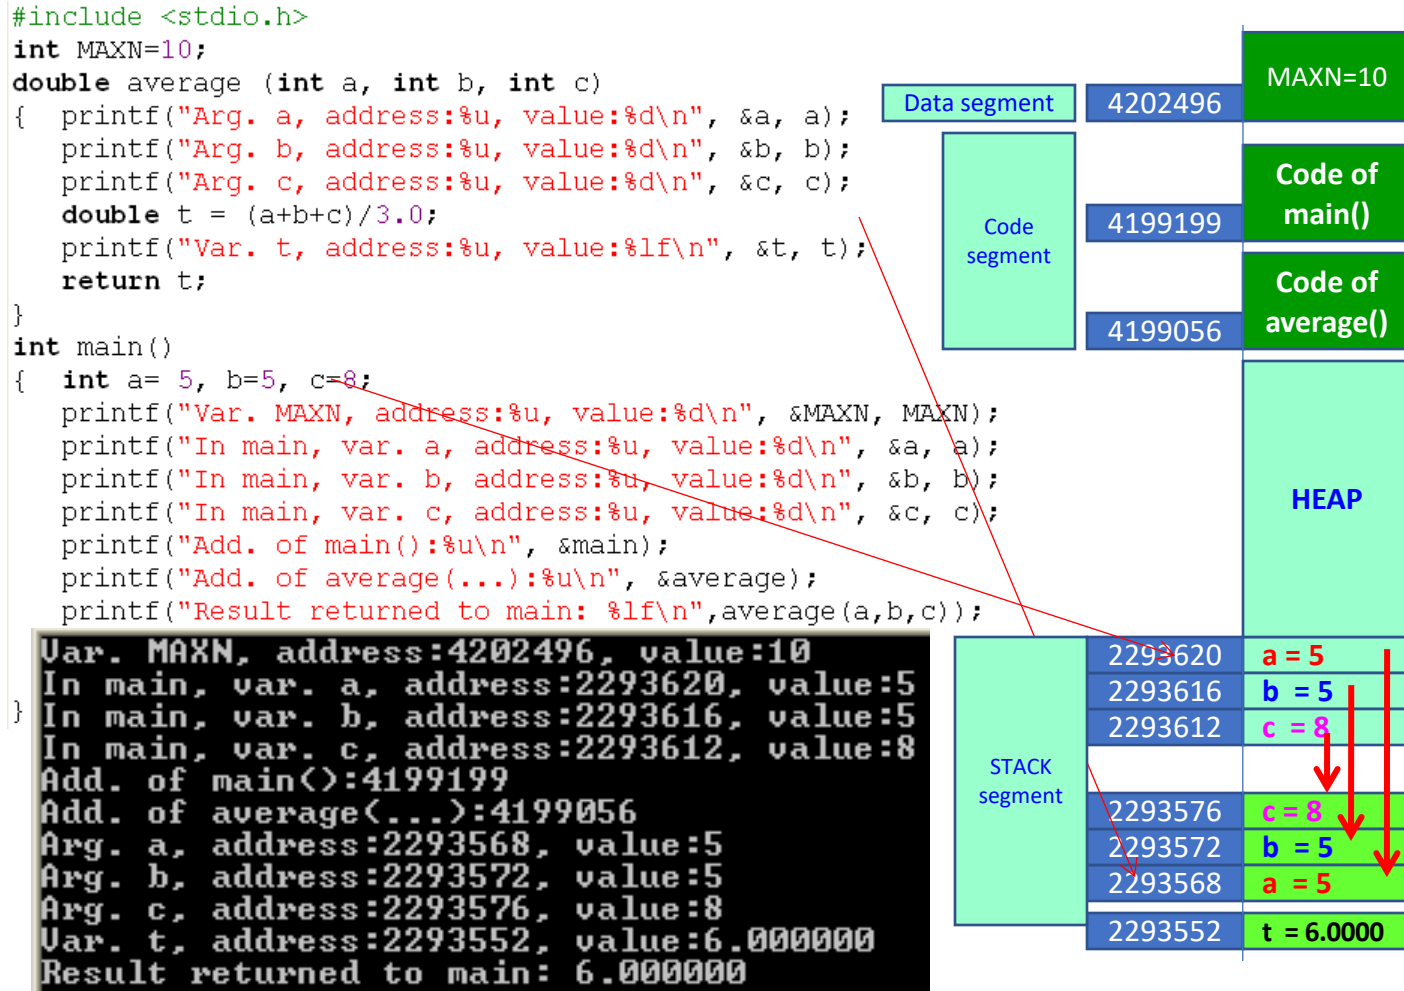 #include <stdio.h>
int MAXN=10;
double average (int a, int b, int c)
{  printf("Arg. a, address:%u, value:%d\n", &a, a);
   printf("Arg. b, address:%u, value:%d\n", &b, b);
   printf("Arg. c, address:%u, value:%d\n", &c, c);
   double t = (a+b+c)/3.0;
   printf("Var. t, address:%u, value:%lf\n", &t, t);
   return t;
}
int main()
{  int a= 5, b=5, c=8;
   printf("Var. MAXN, address:%u, value:%d\n", &MAXN, MAXN);
   printf("In main, var. a, address:%u, value:%d\n", &a, a);
   printf("In main, var. b, address:%u, value:%d\n", &b, b);
   printf("In main, var. c, address:%u, value:%d\n", &c, c);
   printf("Add. of main():%u\n", &main);
   printf("Add. of average(...):%u\n", &average);
   printf("Result returned to main: %lf\n",average(a,b,c));
}
Var. MAXN, address:4202496, value:10
In main, var. a, address:2293620, value:5
In main, var. b, address:2293616, value:5
In main, var. c, address:2293612, value:8
Add. of main():4199199
Add. of average(...):4199056
Arg. a, address:2293568, value:5
Arg. b, address:2293572, value:5
Arg. c, address:2293576, value:8
Var. t, address:2293552, value:6.000000
Result returned to main: 6.000000
Data segment
4202496
MAXN=10
Code
segment
4199199
Code of
main()
4199056
Code of
average()
HEAP
STACK
segment
2293620
a = 5
2293616
b = 5
2293612
c = 8
2293576
c = 8
2293572
b = 5
2293568
a = 5
2293552
t = 6.0000